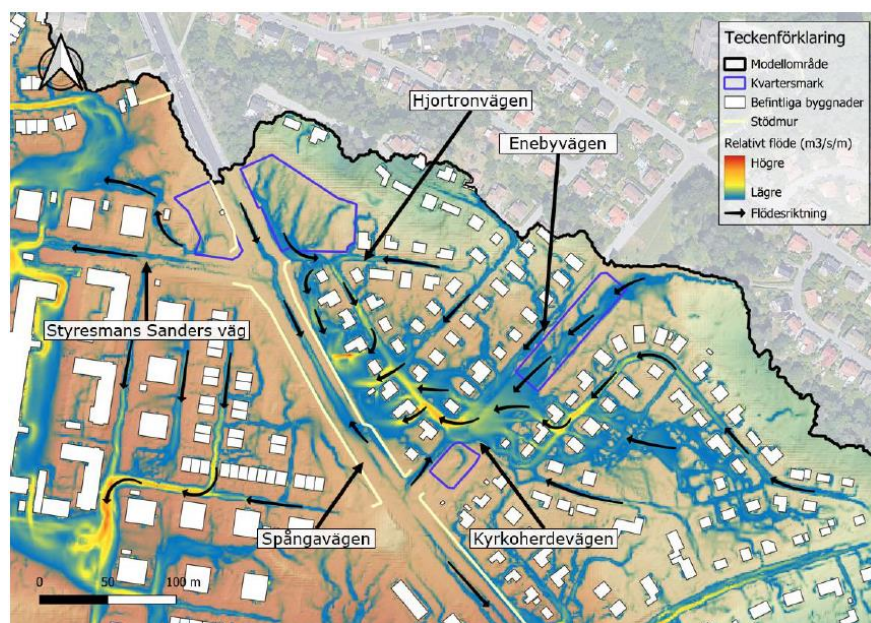 Teckenförklaring
Modellområde
Kvartersmark
Befintliga byggnader
Stödmur
Relativt flöde (m3/s/m)
Högre
Lägre
Flödesriktning
Hjortronvägen
Enebyvägen
Styresmans Sanders väg
Spångavägen
Kyrkoherdevägen
0 50 100 m